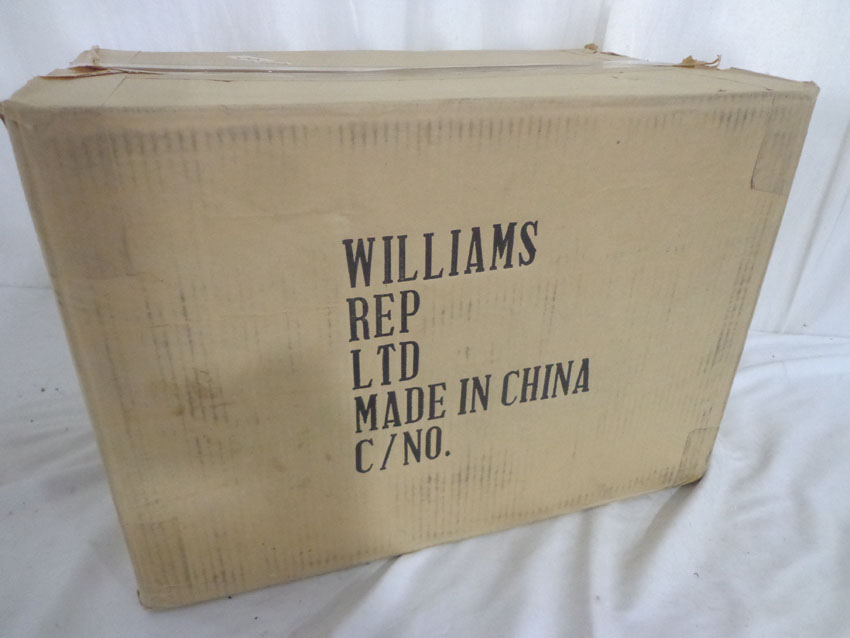 WILLIAMS
REP
LTD
MADE IN CHINA
C/NO.